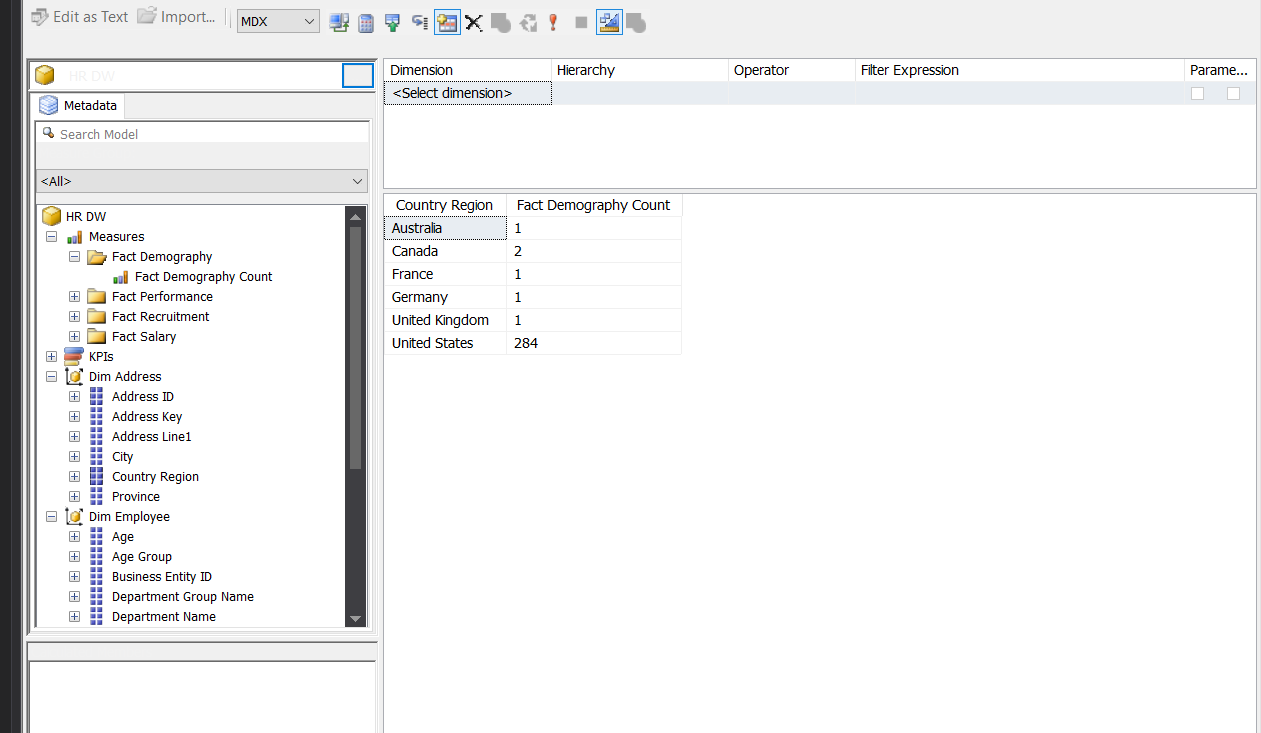 Edit as Text Import... MDX
HR DW
Metadata
Search Model
<All>
HR DW
Measures
Fact Demography
Fact Demography Count
Fact Performance
Fact Recruitment
Fact Salary
KPIs
Dim Address
Address ID
Address Key
Address Line1
City
Country Region
Province
Dim Employee
Age
Age Group
Business Entity ID
Department Group Name
Department Name
Dimension Hierarchy Operator Filter Expression Parame...
<Select dimension>
Country Region Fact Demography Count
Australia 1
Canada 2
France 1
Germany 1
United Kingdom 1
United States 284